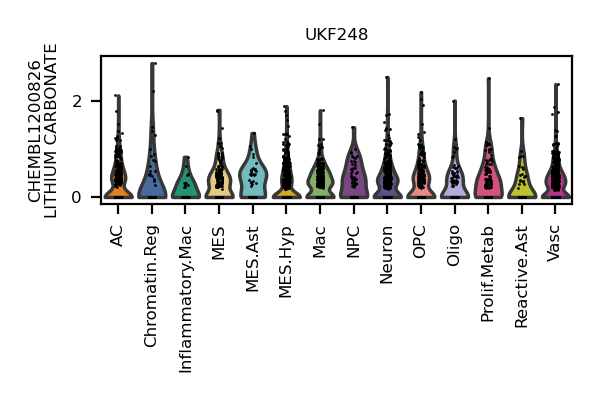 UKF248
CHEMBL1200826
LITHIUM CARBONATE
2
0
AC
Chromatin.Reg
Inflammatory.Mac
MES
MES.Ast
MES.Hyp
Mac
NPC
Neuron
OPC
Oligo
Prolif.Metab
Reactive.Ast
Vasc